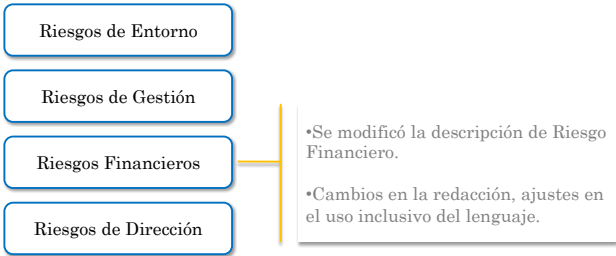 Riesgos de Entorno
Riesgos de Gestión
Riesgos Financieros
Riesgos de Dirección
•Se modificó la descripción de Riesgo
Financiero.
•Cambios en la redacción, ajustes en
el uso inclusivo del lenguaje.